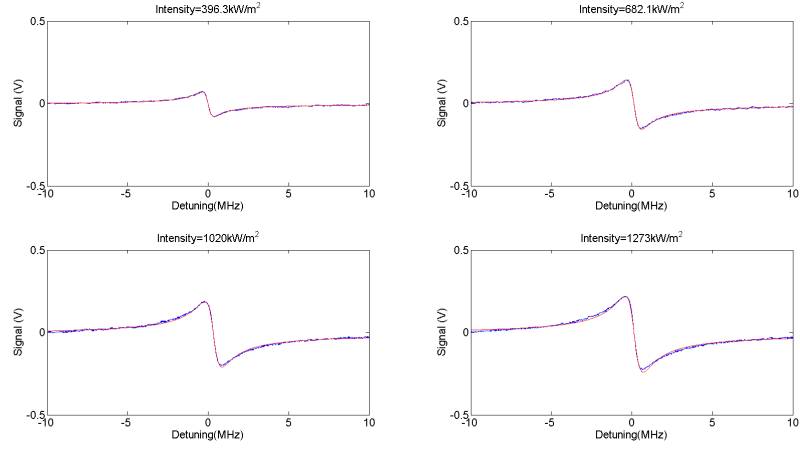 Intensity=396.3kW/m²
0.5
Signal (V)
0
-0.5
-10 -5 0 5 10
Detuning(MHz)
Intensity=682.1kW/m²
0.5
Signal (V)
0
-0.5
-10 -5 0 5 10
Detuning(MHz)
Intensity=1020kW/m²
0.5
Signal (V)
0
-0.5
-10 -5 0 5 10
Detuning(MHz)
Intensity=1273kW/m²
0.5
Signal (V)
0
-0.5
-10 -5 0 5 10
Detuning(MHz)